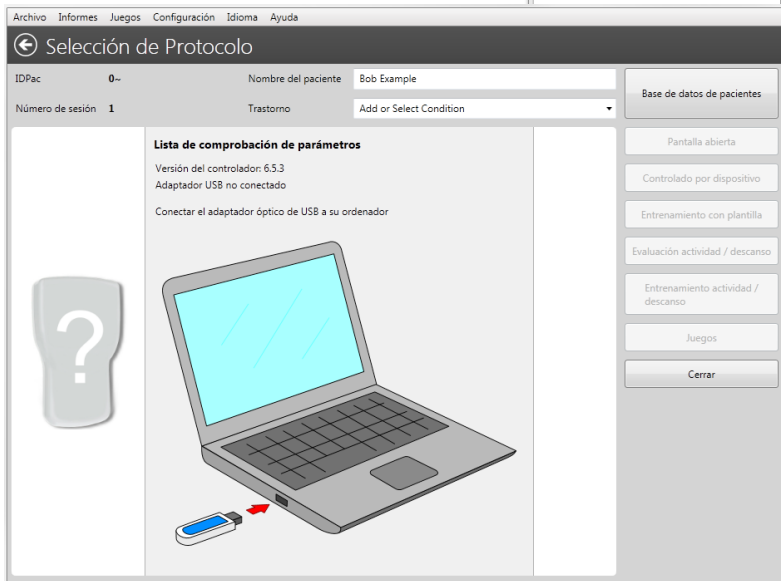 Archivo Informes Juegos Configuración Idioma Ayuda
Selección de Protocolo
IDPac 0~ Nombre del paciente Bob Example
Número de sesión 1 Trastorno Add or Select Condition
Base de datos de pacientes
Pantalla abierta
Controlado por dispositivo
Entrenamiento con plantilla
Evaluación actividad / descanso
Entrenamiento actividad /
descanso
Juegos
Cerrar
Lista de comprobación de parámetros
Versión del controlador: 6.5.3
Adaptador USB no conectado
Conectar el adaptador óptico de USB a su ordenador
?